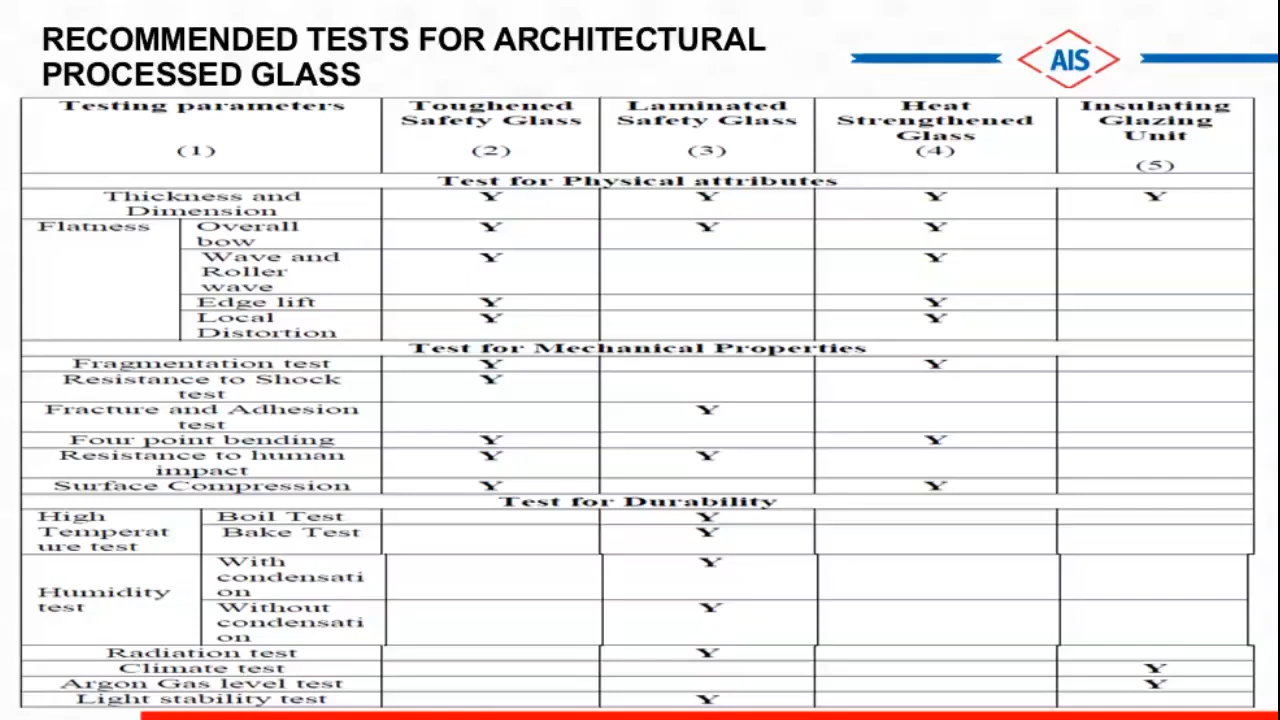 RECOMMENDED TESTS FOR ARCHITECTURAL
PROCESSED GLASS
AIS
Testing parameters Toughened Laminated Heat Insulating
Safety Glass Safety Glass Strengthened Glazing
Glass Unit
(1) (2) (3) (4)
(5)
Test for Physical attributes
Thickness and Y Y Y Y
Dimension
Flatness Overall Y Y Y
bow
Wave and Y Y
Roller
wave
Edge lift Y Y
Local Y Y
Distortion
Test for Mechanical Properties
Fragmentation test Y Y
Resistance to Shock Y
test
Fracture and Adhesion Y
test
Four point bending Y Y
Resistance to human Y Y
impact
Surface Compression Y Y
Test for Durability
High Boil Test Y
Temperat Bake Test Y
ure test
With Y
condensati
Humidity on
test Without Y
condensati
on
Radiation test Y
Climate test Y
Argon Gas level test Y
Light stability test Y